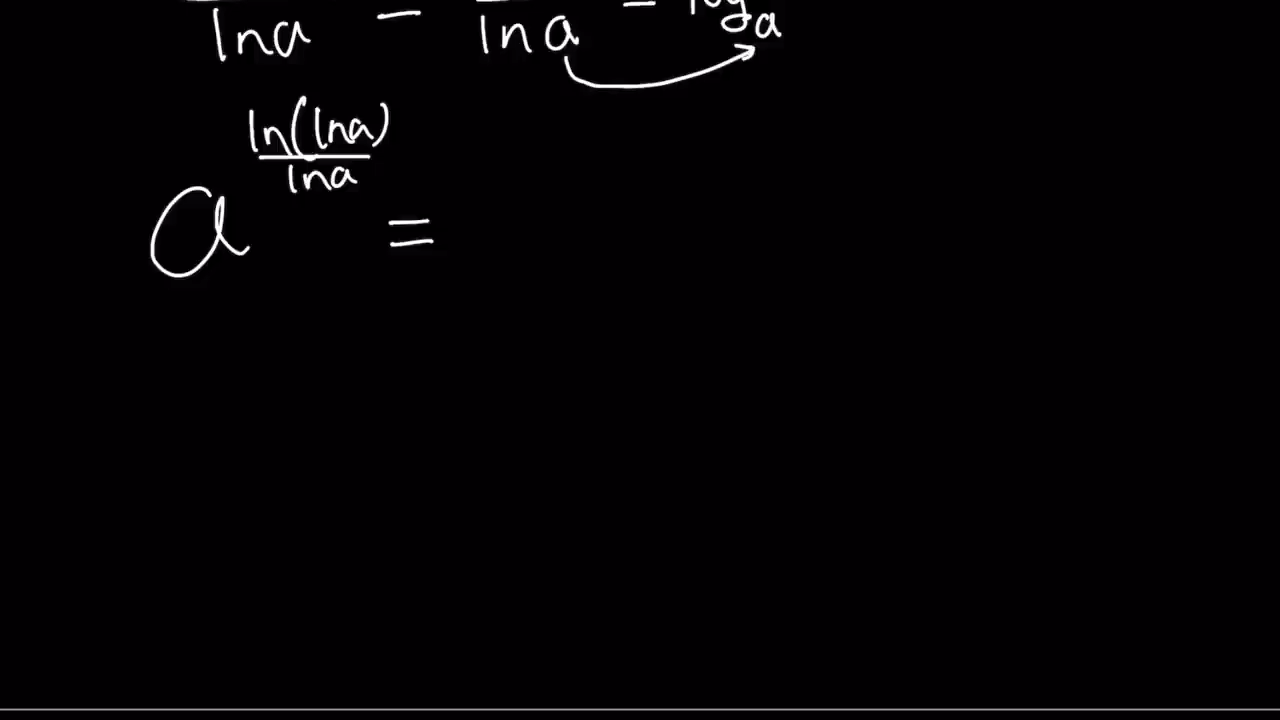 ln a = ln a = log_a
a^(ln(ln a)/ln a) =